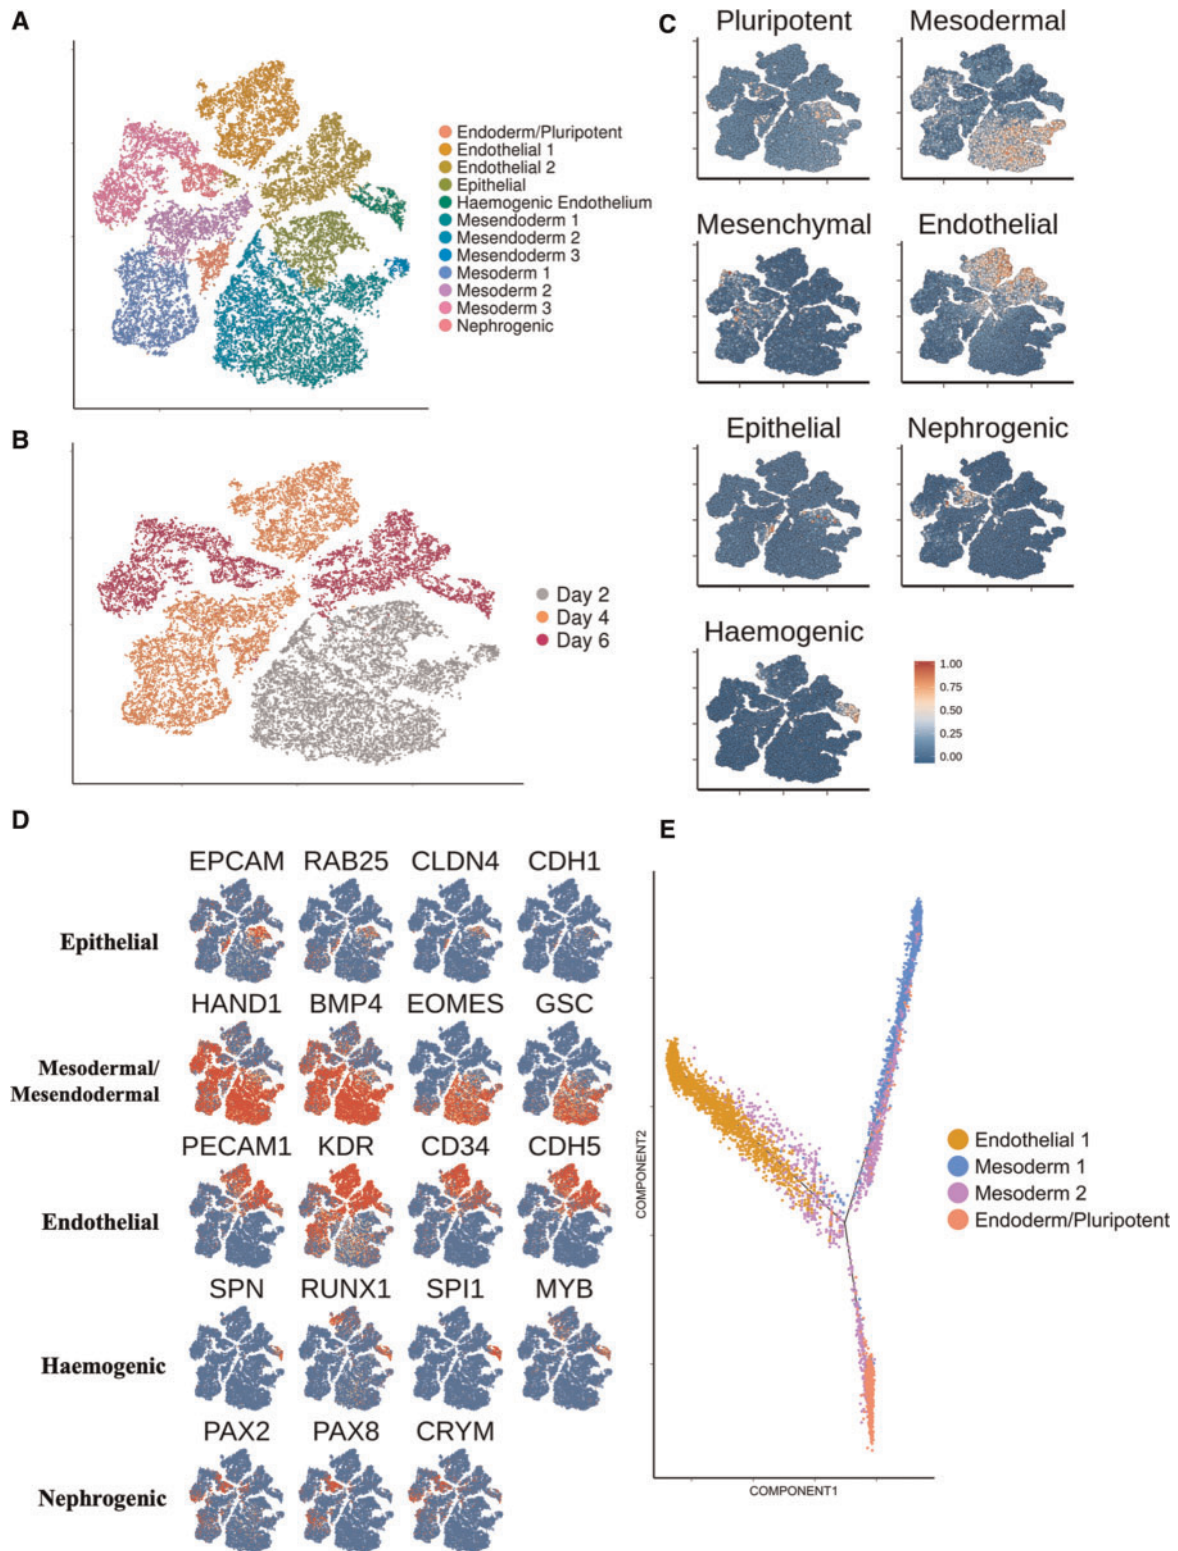 A
Endoderm/Pluripotent
Endothelial 1
Endothelial 2
Epithelial
Haemogenic Endothelium
Mesendoderm 1
Mesendoderm 2
Mesendoderm 3
Mesoderm 1
Mesoderm 2
Mesoderm 3
Nephrogenic
B
Day 2
Day 4
Day 6
C
Pluripotent Mesodermal
Mesenchymal Endothelial
Epithelial Nephrogenic
Haemogenic
1.00
0.75
0.50
0.25
0.00
D
EPCAM RAB25 CLDN4 CDH1
Epithelial
HAND1 BMP4 EOMES GSC
Mesodermal/
Mesendodermal
PECAM1 KDR CD34 CDH5
Endothelial
SPN RUNX1 SPI1 MYB
Haemogenic
PAX2 PAX8 CRYM
Nephrogenic
E
COMPONENT2
Endothelial 1
Mesoderm 1
Mesoderm 2
Endoderm/Pluripotent
COMPONENT1